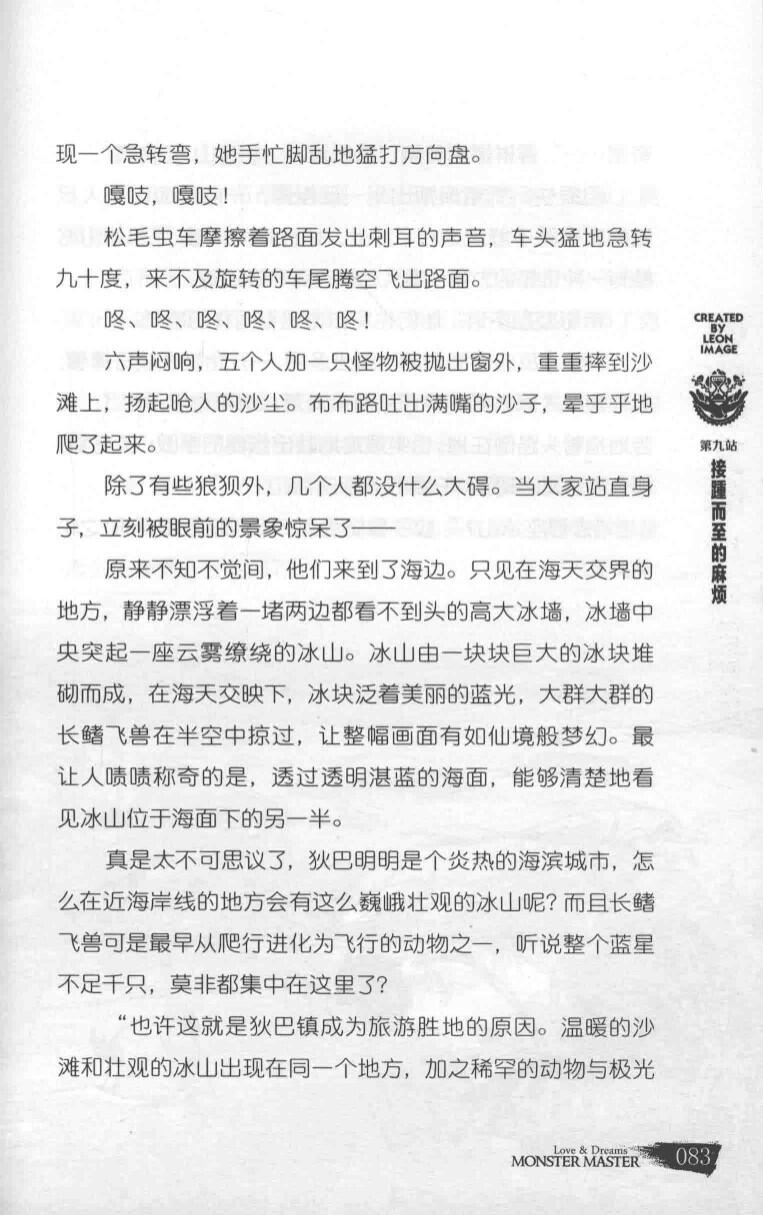 现一个急转弯，她手忙脚乱地猛打方向盘。
嘎吱，嘎吱！
松毛虫车摩擦着路面发出刺耳的声音，车头猛地急转
九十度，来不及旋转的车尾腾空飞出路面。
咚、咚、咚、咚、咚、咚！
六声闷响，五个人加一只怪物被抛出窗外，重重摔到沙
滩上，扬起呛人的沙尘。布布路吐出满嘴的沙子，晕乎乎地
爬了起来。
除了有些狼狈外，几个人都没什么大碍。当大家站直身
子，立刻被眼前的景象惊呆了——
原来不知不觉间，他们来到了海边。只见在海天交界的
地方，静静漂浮着一堵两边都看不到头的高大冰墙，冰墙中
央突起一座云雾缭绕的冰山。冰山由一块块巨大的冰块堆
砌而成，在海天交映下，冰块泛着美丽的蓝光，大群大群的
长鳍飞兽在半空中掠过，让整幅画面有如仙境般梦幻。最
让人啧啧称奇的是，透过透明湛蓝的海面，能够清楚地看
见冰山位于海面下的另一半。
真是太不可思议了，狄巴明明是个炎热的海滨城市，怎
么在近海岸线的地方会有这么巍峨壮观的冰山呢？而且长鳍
飞兽可是最早从爬行进化为飞行的动物之一，听说整个蓝星
不足千只，莫非都集中在这里了？
“也许这就是狄巴镇成为旅游胜地的原因。温暖的沙
滩和壮观的冰山出现在同一个地方，加之稀罕的动物与极光
CREATED
BY
LEON
IMAGE
第九站
接踵而至的麻烦
Love & Dreams
MONSTER MASTER
083